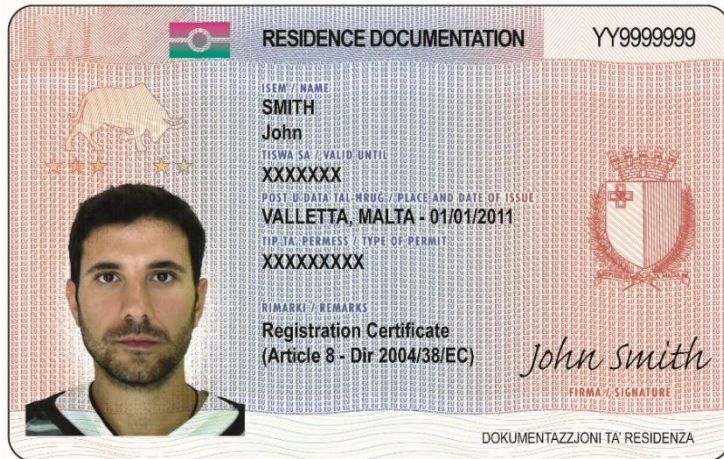 RESIDENCE DOCUMENTATION YY9999999
ISEM / NAME
SMITH
John
TISWA SA / VALID UNTIL
XXXXXXX
POST U DATA TAL-ĦRUĠ / PLACE AND DATE OF ISSUE
VALLETTA, MALTA - 01/01/2011
TIP TA' PERMESS / TYPE OF PERMIT
XXXXXXXXX
RIMARKI / REMARKS
Registration Certificate
(Article 8 - Dir 2004/38/EC)
John Smith
FIRMA / SIGNATURE
DOKUMENTAZZJONI TA' RESIDENZA